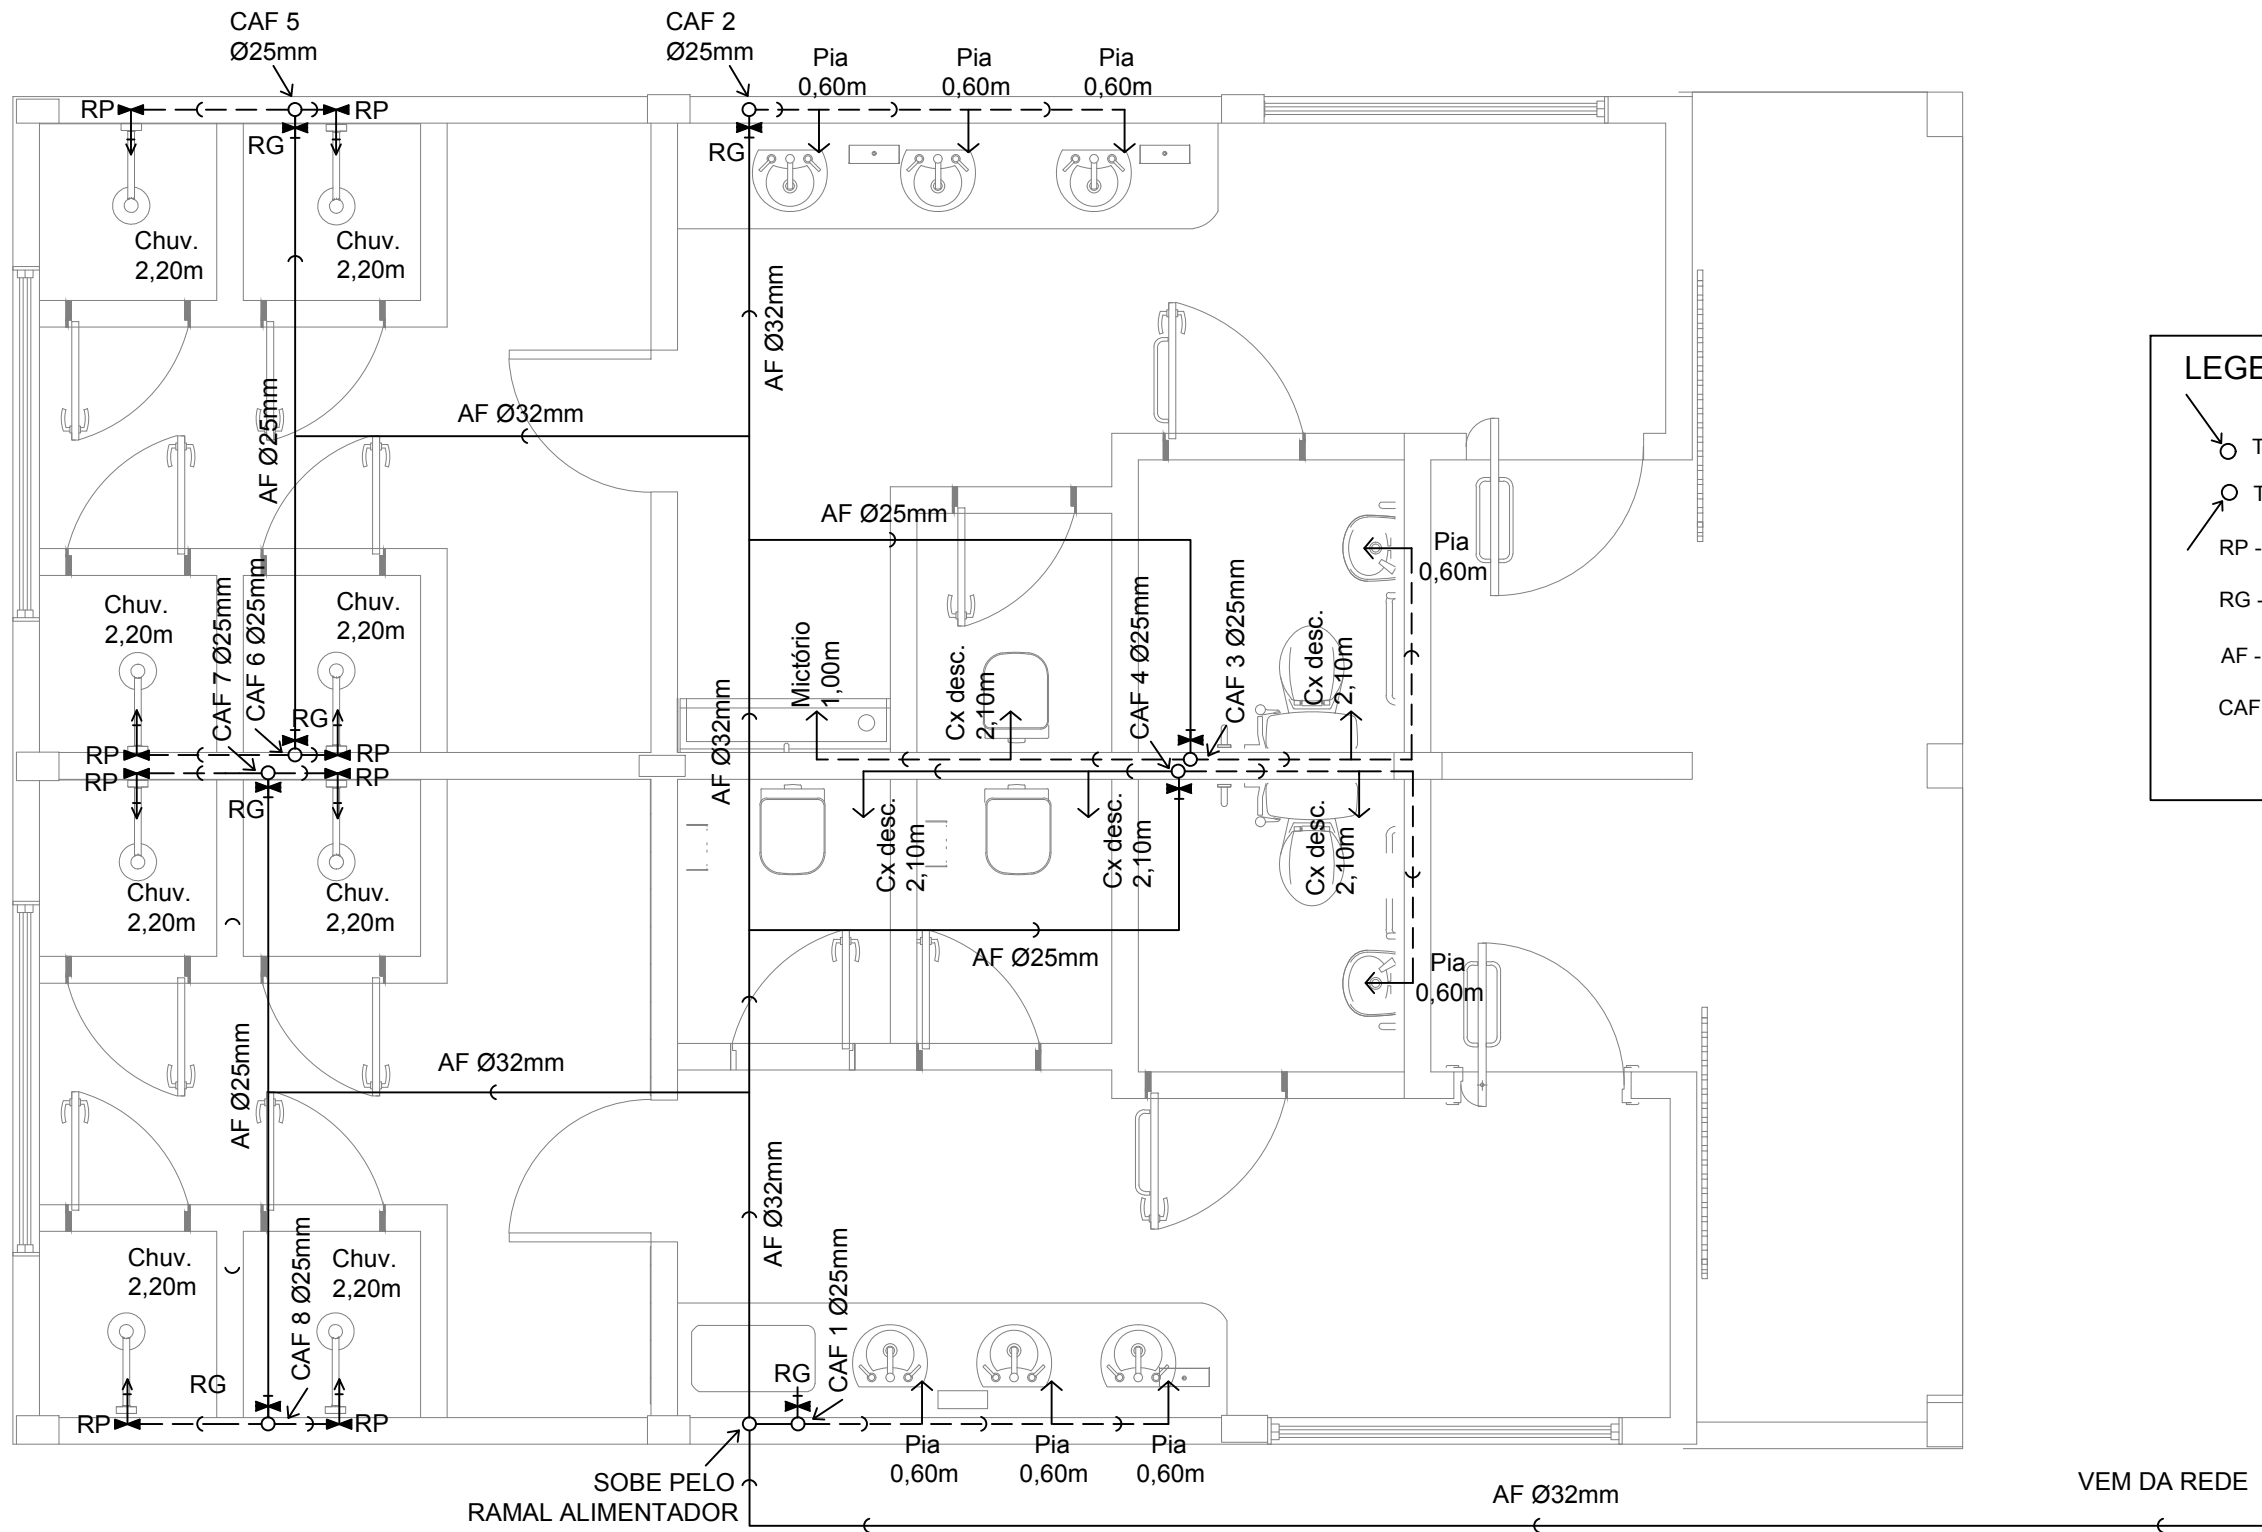 CAF 5
Ø25mm
CAF 2
Ø25mm
Pia
0,60m
Pia
0,60m
Pia
0,60m
RP
RP
RG
RG
Chuv.
2,20m
Chuv.
2,20m
AF Ø32mm
AF Ø25mm
AF Ø32mm
LEGE
T
T
RP -
RG -
AF -
CAF
AF Ø25mm
Pia
0,60m
Chuv.
2,20m
Chuv.
2,20m
CAF 7 Ø25mm
CAF 6 Ø25mm
RG
RP
RP
RP
RP
RG
AF Ø32mm
Mictório
1,00m
Cx desc.
2,10m
CAF 4 Ø25mm
CAF 3 Ø25mm
Cx desc.
2,10m
Cx desc.
2,10m
Cx desc.
2,10m
Cx desc.
2,10m
Chuv.
2,20m
Chuv.
2,20m
AF Ø25mm
Pia
0,60m
AF Ø25mm
AF Ø32mm
AF Ø32mm
Chuv.
2,20m
Chuv.
2,20m
CAF 8 Ø25mm
RG
RP
RP
RG
CAF 1 Ø25mm
Pia
0,60m
Pia
0,60m
Pia
0,60m
SOBE PELO
RAMAL ALIMENTADOR
AF Ø32mm
VEM DA REDE